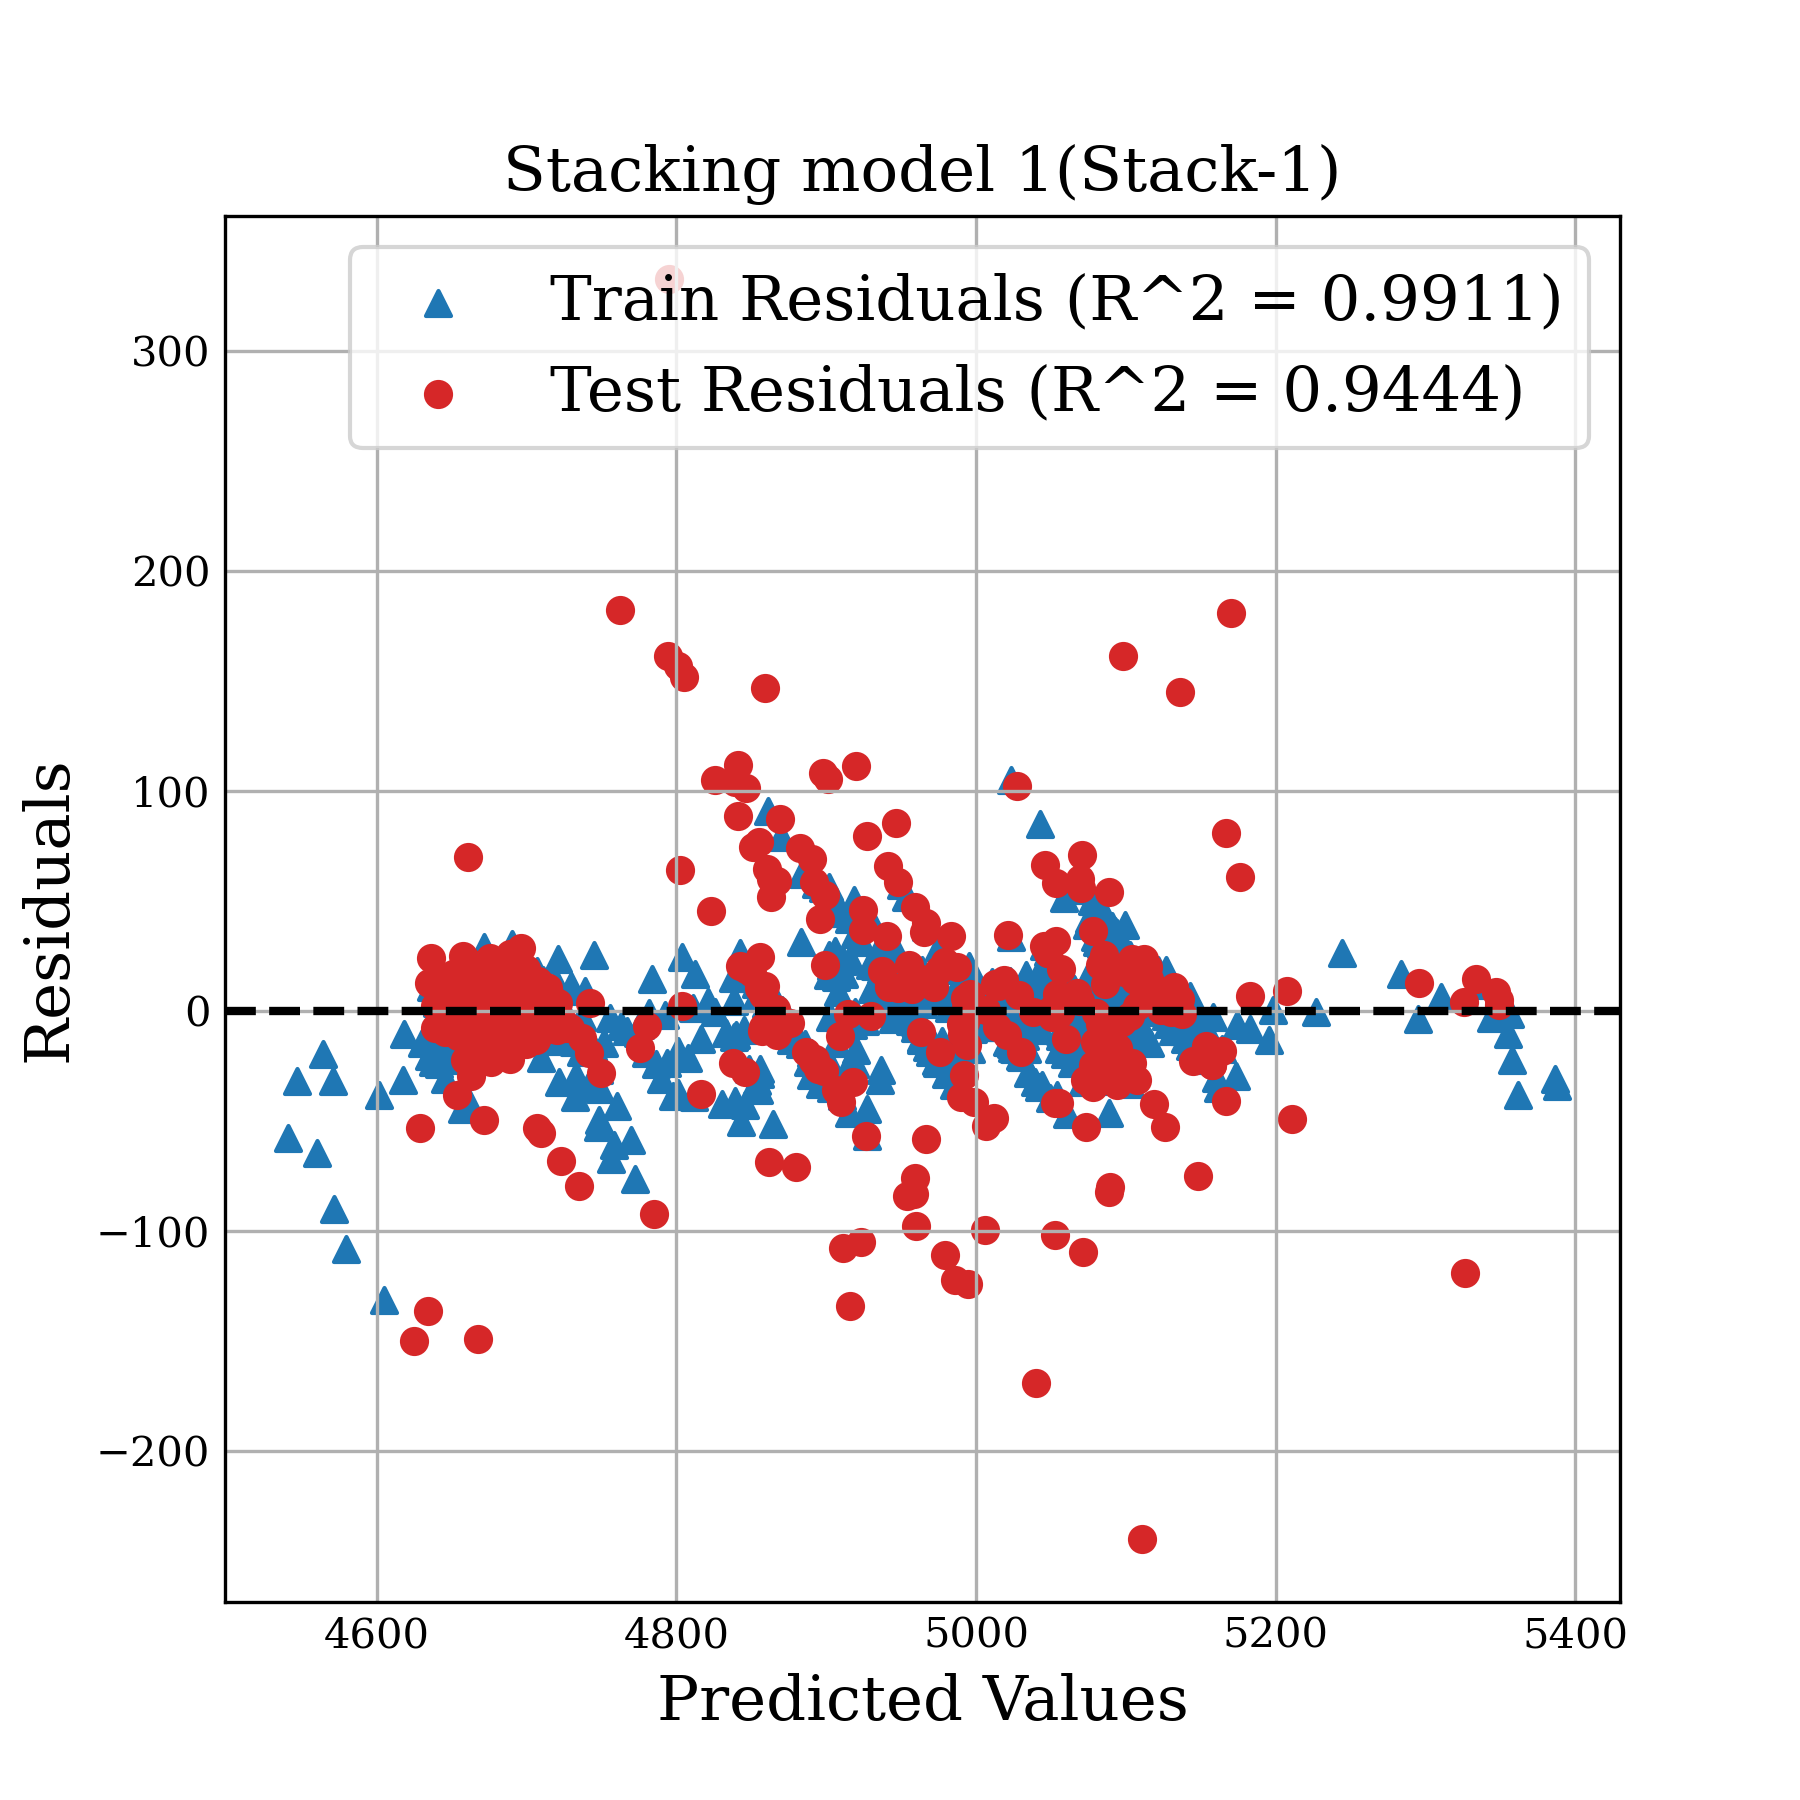 Stacking model 1(Stack-1)
Train Residuals (R^2 = 0.9911)
Test Residuals (R^2 = 0.9444)
Residuals
300
200
100
0
−100
−200
4600 4800 5000 5200 5400
Predicted Values